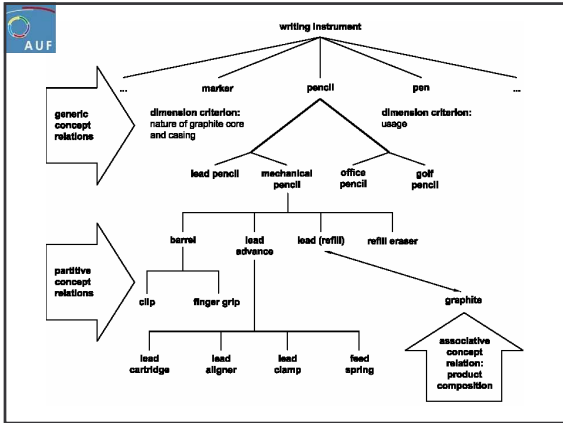 AUF
writing instrument
...
marker
pencil
pen
...
generic
concept
relations
dimension criterion:
nature of graphite core
and casing
dimension criterion:
usage
lead pencil
mechanical
pencil
office
pencil
golf
pencil
barrel
lead
advance
lead (refill)
refill eraser
partitive
concept
relations
clip
finger grip
graphite
lead
cartridge
lead
aligner
lead
clamp
feed
spring
associative
concept
relation:
product
composition